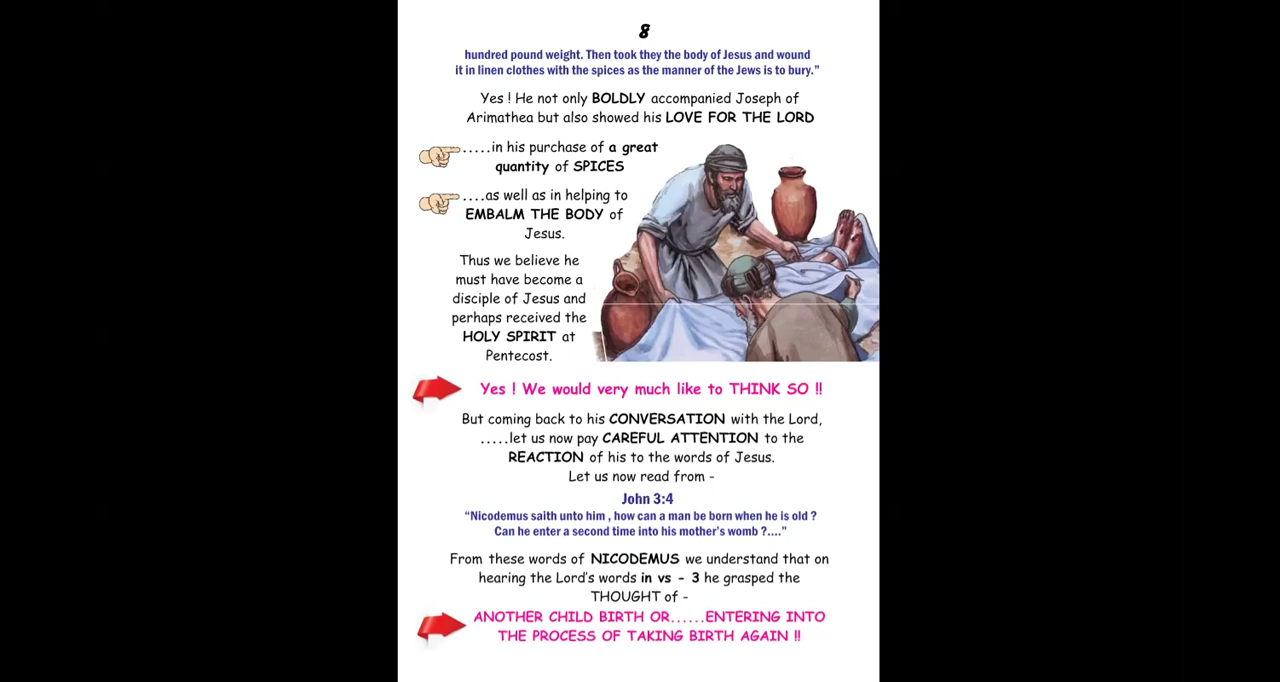 8
hundred pound weight. Then took they the body of Jesus and wound
it in linen clothes with the spices as the manner of the Jews is to bury.”
Yes ! He not only BOLDLY accompanied Joseph of
Arimathea but also showed his LOVE FOR THE LORD
.....in his purchase of a great
quantity of SPICES
....as well as in helping to
EMBALM THE BODY of
Jesus.
Thus we believe he
must have become a
disciple of Jesus and
perhaps received the
HOLY SPIRIT at
Pentecost.
Yes ! We would very much like to THINK SO !!
But coming back to his CONVERSATION with the Lord,
.....let us now pay CAREFUL ATTENTION to the
REACTION of his to the words of Jesus.
Let us now read from -
John 3:4
“Nicodemus saith unto him , how can a man be born when he is old ?
Can he enter a second time into his mother’s womb ?....”
From these words of NICODEMUS we understand that on
hearing the Lord’s words in vs - 3 he grasped the
THOUGHT of -
ANOTHER CHILD BIRTH OR......ENTERING INTO
THE PROCESS OF TAKING BIRTH AGAIN !!